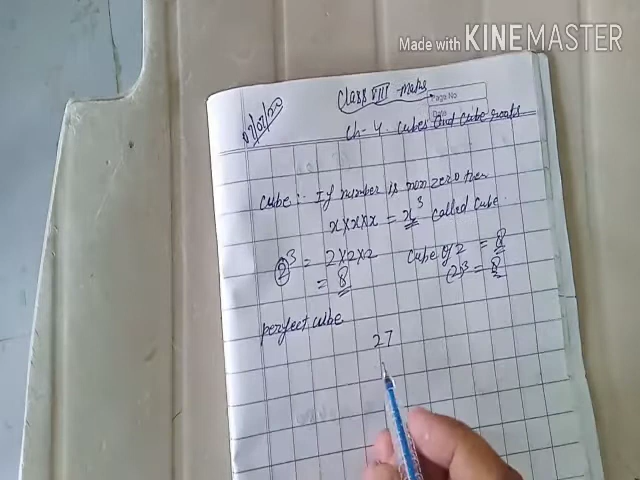 Made with KINEMASTER
Class VIII Maths
Page No.
Date
Ch-4. cubes and cube roots
cube :- If number is non zero then
x×x×x = x³ called cube.
2³ = 2×2×2
= 8
cube of 2 = 8
(2)³ = 8
perfect cube
27